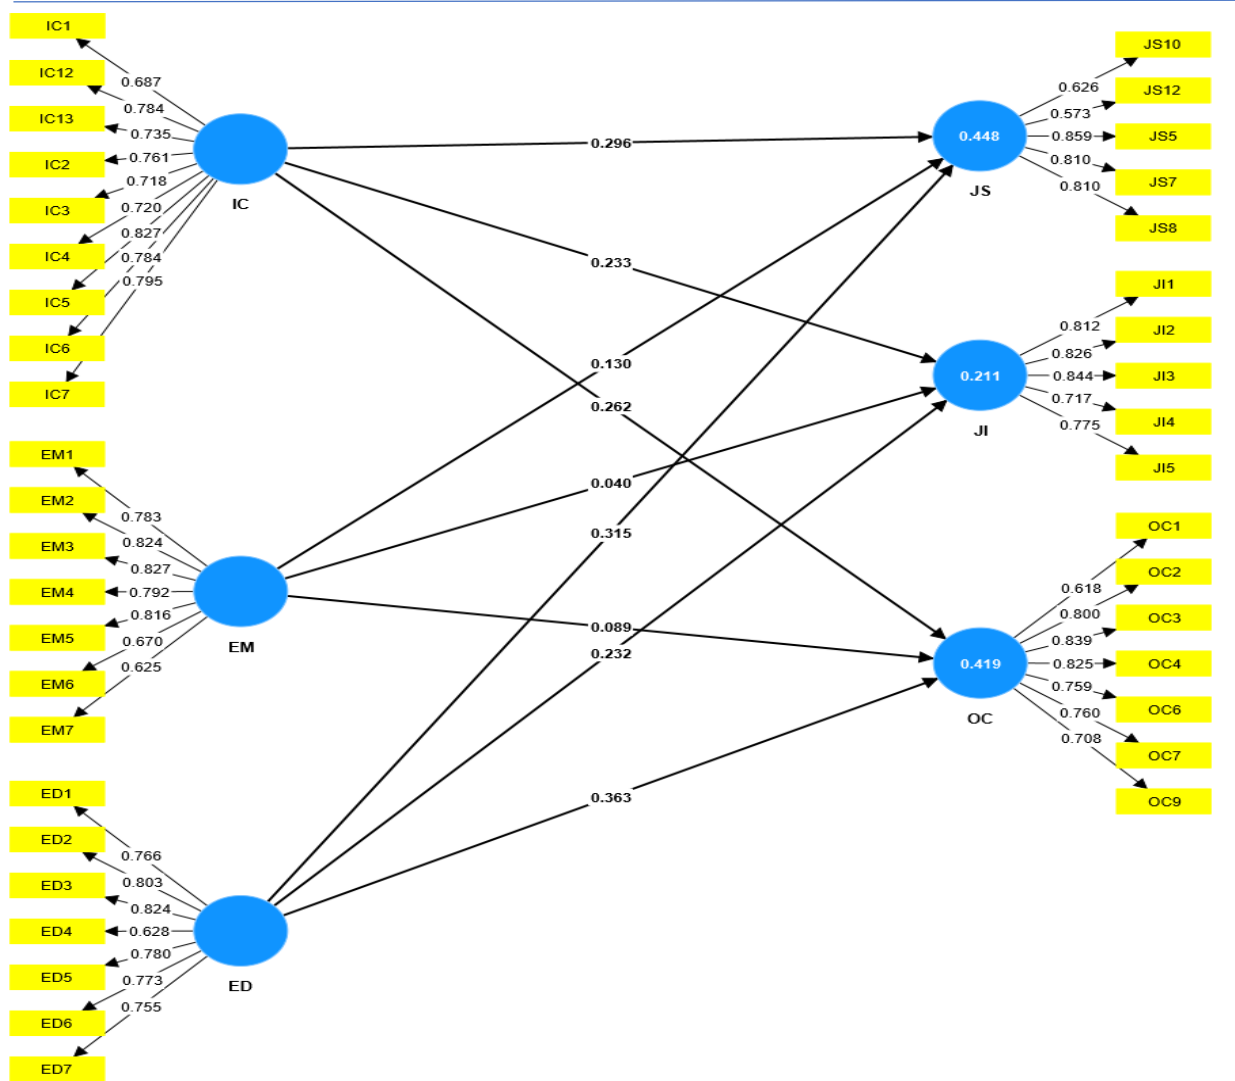 IC1
IC12
IC13
IC2
IC3
IC4
IC5
IC6
IC7
0.687
0.784
0.735
0.761
0.718
0.720
0.827
0.784
0.795
IC
EM1
EM2
EM3
EM4
EM5
EM6
EM7
0.783
0.824
0.827
0.792
0.816
0.670
0.625
EM
ED1
ED2
ED3
ED4
ED5
ED6
ED7
0.766
0.803
0.824
0.628
0.780
0.773
0.755
ED
0.296
0.233
0.130
0.262
0.040
0.315
0.089
0.232
0.363
0.448
JS
0.626
0.573
0.859
0.810
0.810
JS10
JS12
JS5
JS7
JS8
0.211
JI
0.812
0.826
0.844
0.717
0.775
JI1
JI2
JI3
JI4
JI5
0.419
OC
0.618
0.800
0.839
0.825
0.759
0.760
0.708
OC1
OC2
OC3
OC4
OC6
OC7
OC9